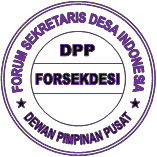 FORUM SEKRETARIS DESA INDONESIA
DPP
FORSEKDESI
DEWAN PIMPINAN PUSAT